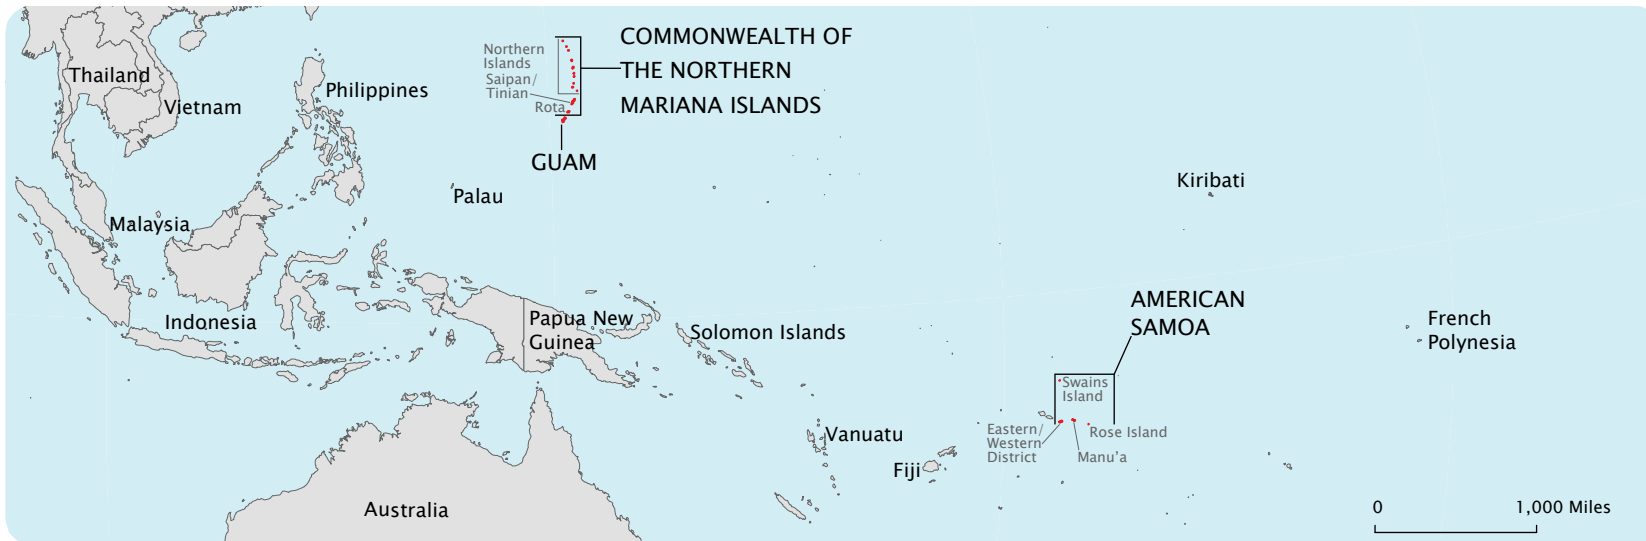 COMMONWEALTH OF
THE NORTHERN
MARIANA ISLANDS
Northern
Islands
Saipan/
Tinian
Rota
GUAM
Thailand
Vietnam
Philippines
Palau
Malaysia
Kiribati
Indonesia
Papua New
Guinea
Solomon Islands
AMERICAN
SAMOA
French
Polynesia
Swains
Island
Eastern/
Western
District
Manu’a
Rose Island
Vanuatu
Fiji
Australia
0 1,000 Miles